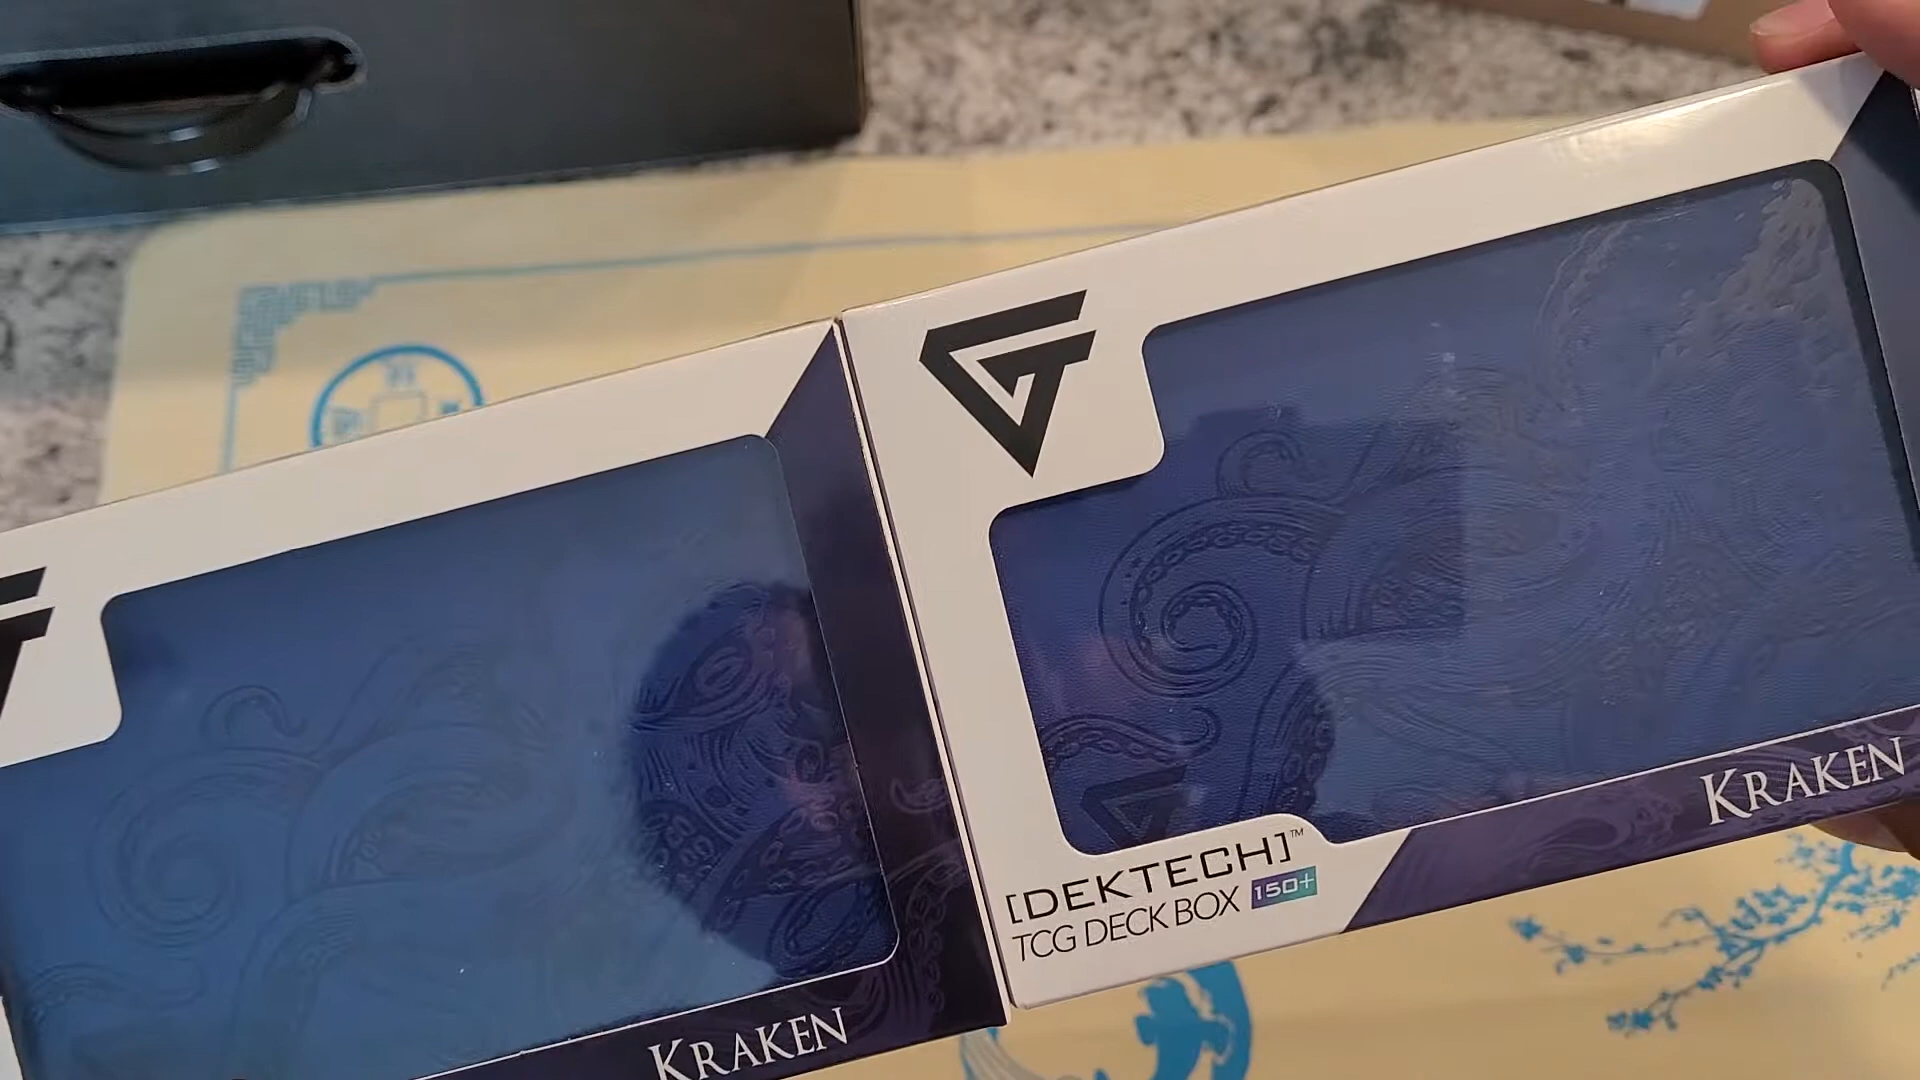 [DEKTECH]™
TCG DECK BOX 150+
KRAKEN
KRAKEN